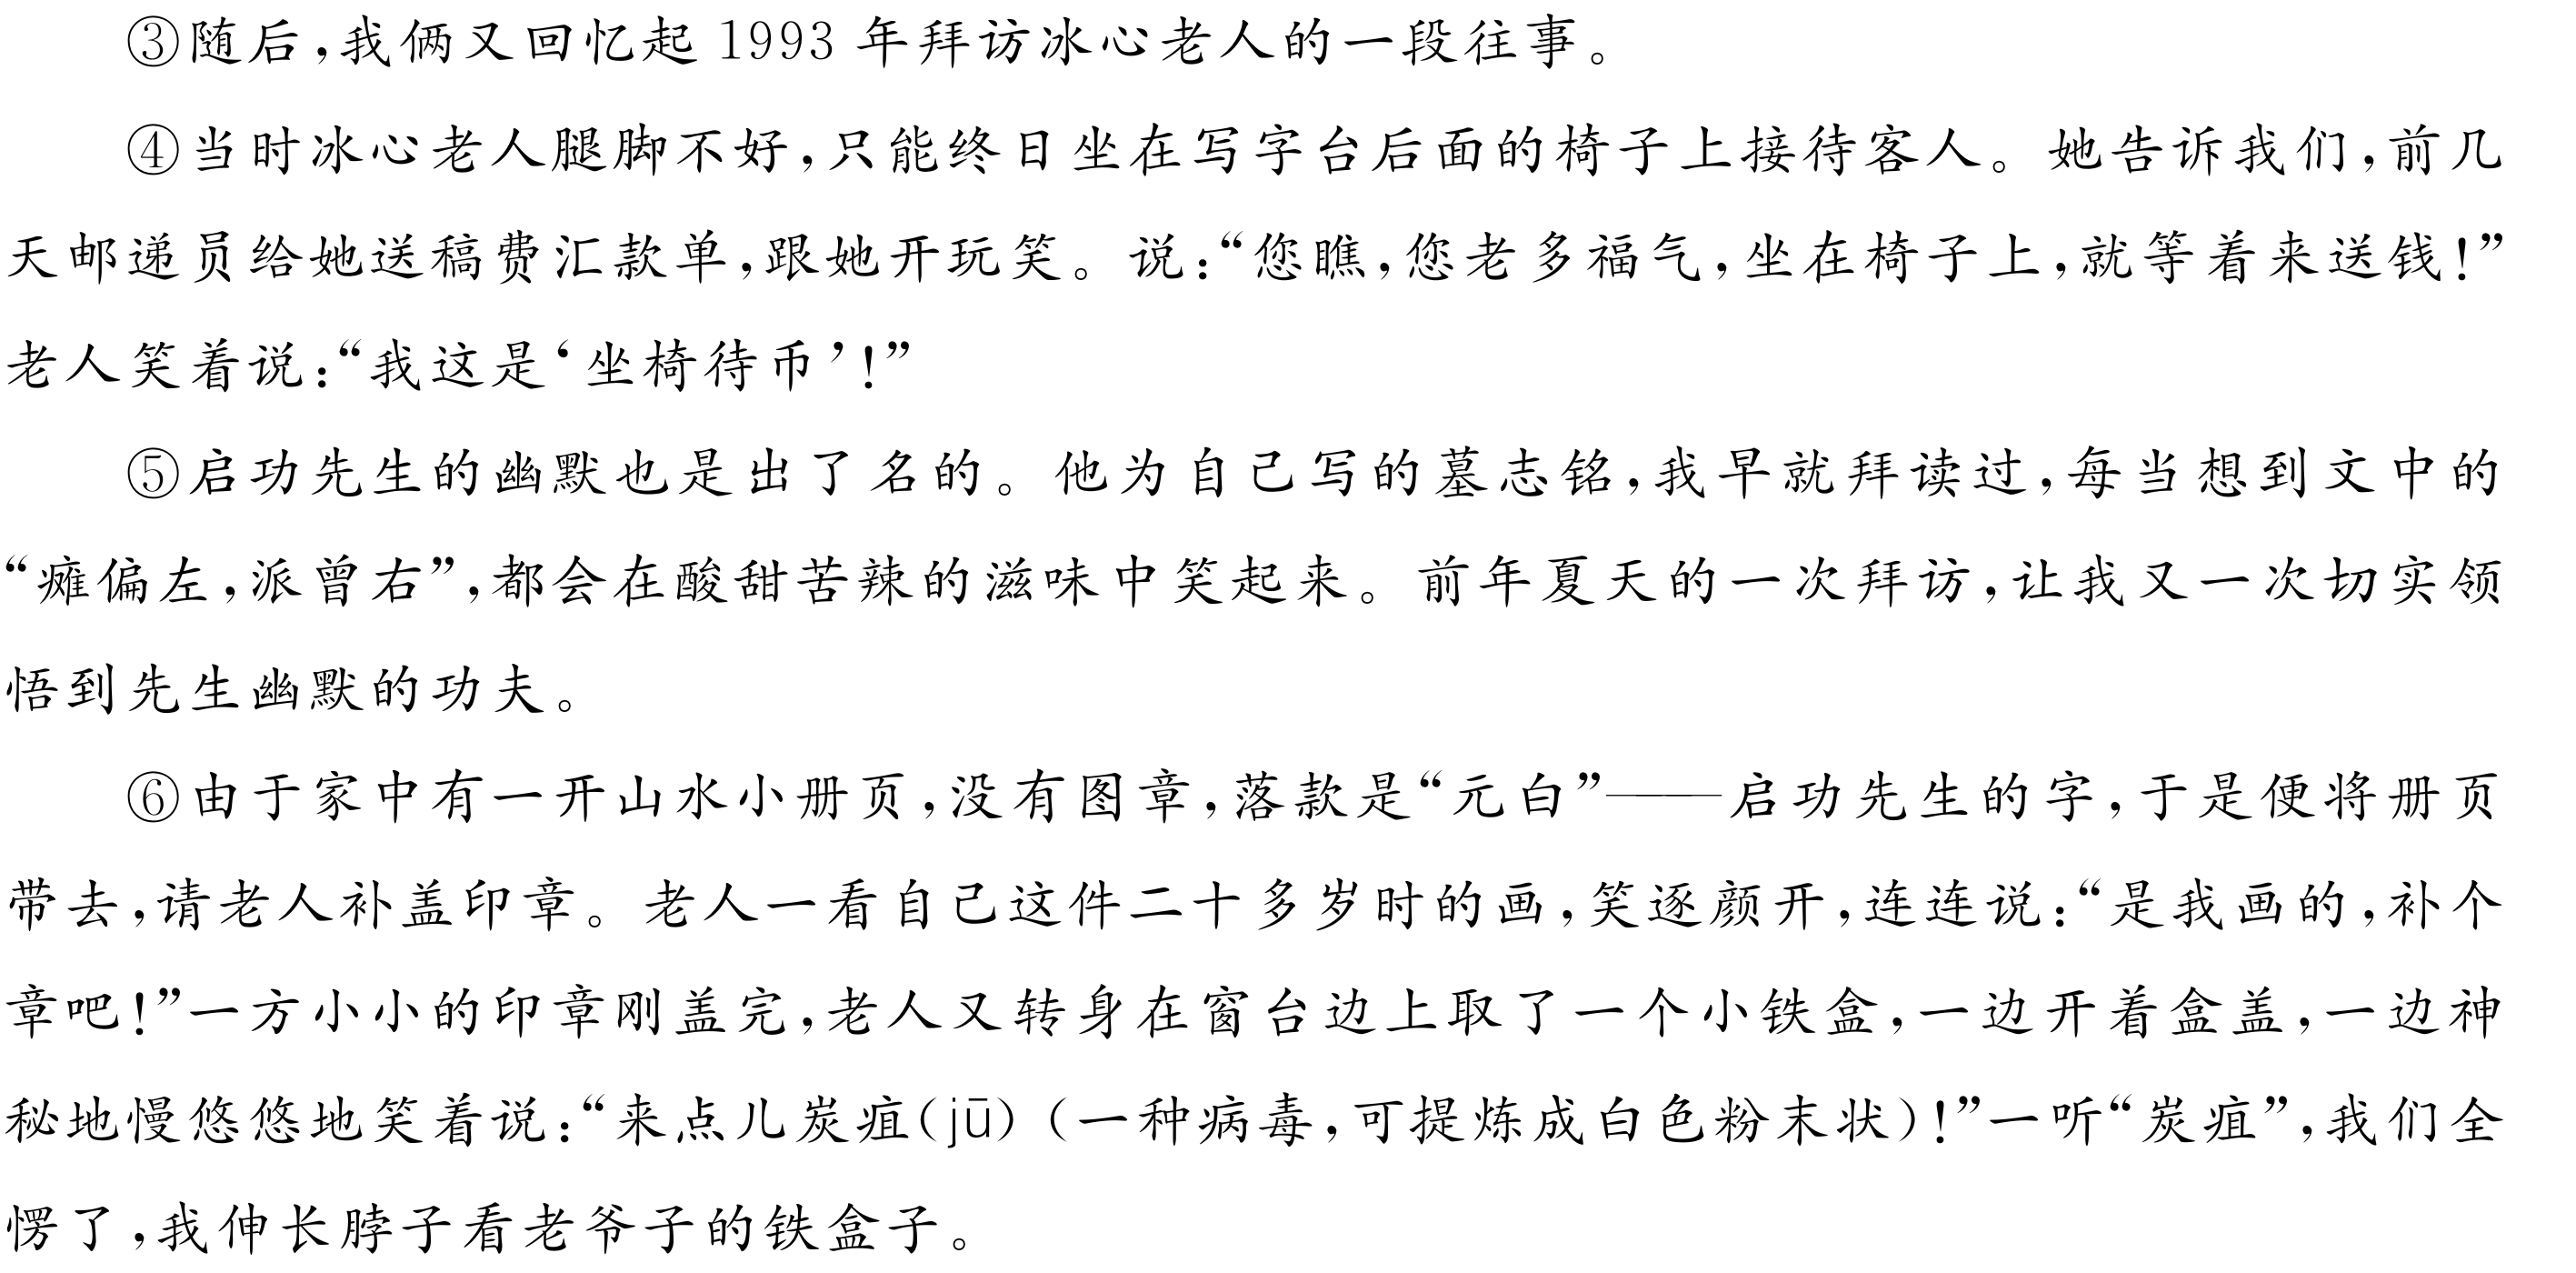 ③随后,我俩又回忆起 1993 年拜访冰心老人的一段往事。
④当时冰心老人腿脚不好,只能终日坐在写字台后面的椅子上接待客人。她告诉我们,前几
天邮递员给她送稿费汇款单,跟她开玩笑。说:“您瞧,您老多福气,坐在椅子上,就等着来送钱!”
老人笑着说:“我这是‘坐椅待币’!”
⑤启功先生的幽默也是出了名的。他为自己写的墓志铭,我早就拜读过,每当想到文中的
“瘫偏左,派曾右”,都会在酸甜苦辣的滋味中笑起来。前年夏天的一次拜访,让我又一次切实领
悟到先生幽默的功夫。
⑥由于家中有一开山水小册页,没有图章,落款是“元白”——启功先生的字,于是便将册页
带去,请老人补盖印章。老人一看自己这件二十多岁时的画,笑逐颜开,连连说:“是我画的,补个
章吧!”一方小小的印章刚盖完,老人又转身在窗台边上取了一个小铁盒,一边开着盒盖,一边神
秘地慢悠悠地笑着说:“来点儿炭疽(jū)(一种病毒,可提炼成白色粉末状)!”一听“炭疽”,我们全
愣了,我伸长脖子看老爷子的铁盒子。